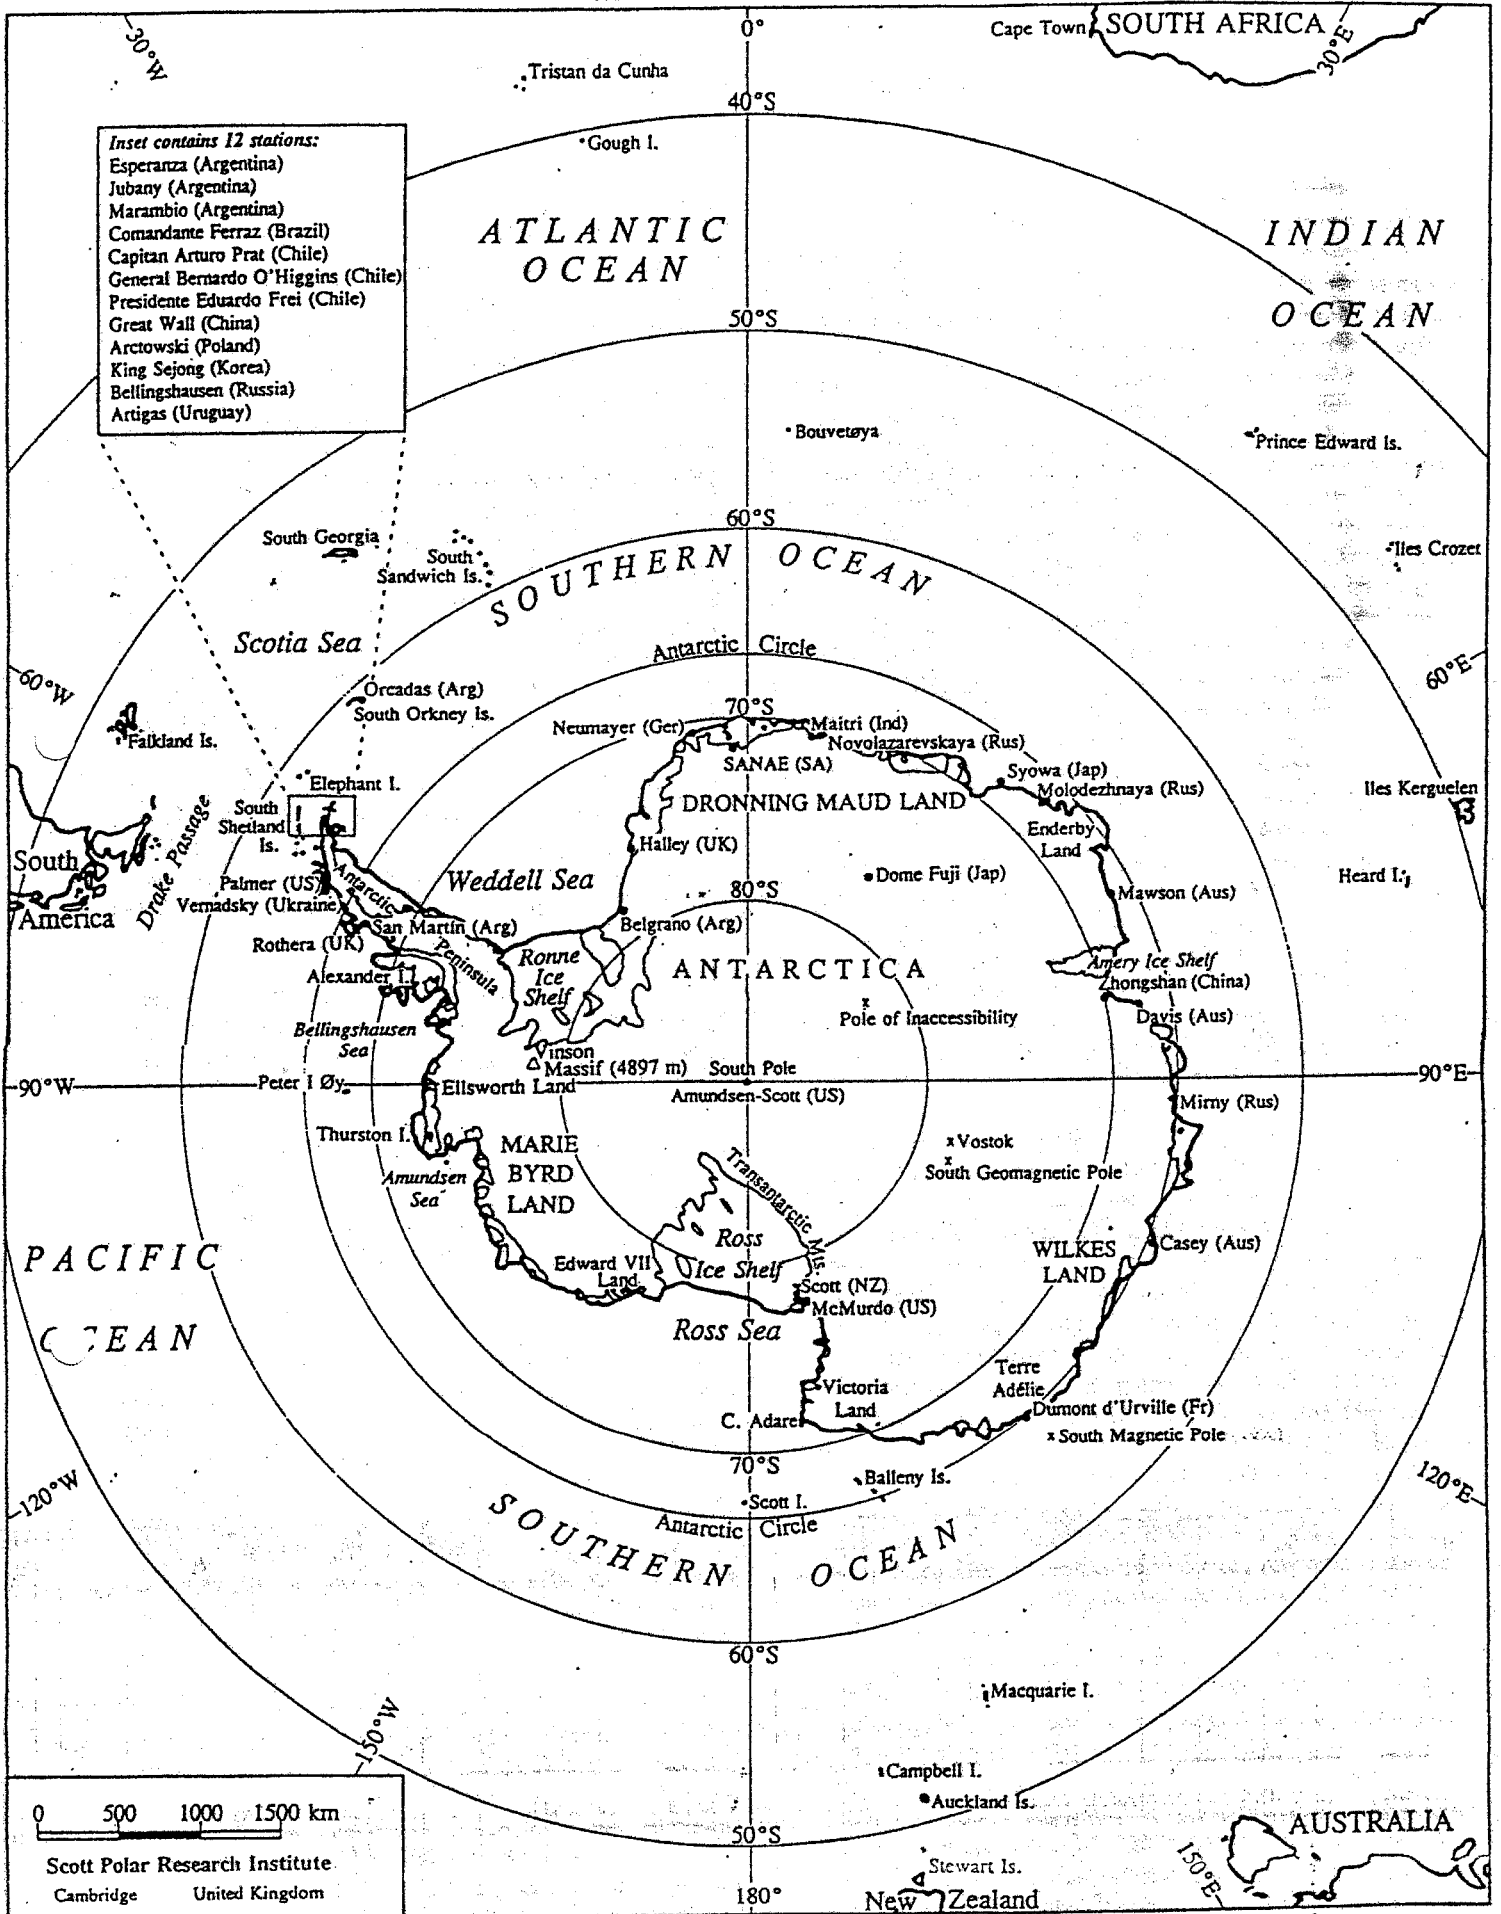 0°
Cape Town
SOUTH AFRICA
30°W
30°E
Tristan da Cunha
40°S
Gough I.
Inset contains 12 stations:
Esperanza (Argentina)
Jubany (Argentina)
Marambio (Argentina)
Comandante Ferraz (Brazil)
Capitan Arturo Prat (Chile)
General Bernardo O'Higgins (Chile)
Presidente Eduardo Frei (Chile)
Great Wall (China)
Arctowski (Poland)
King Sejong (Korea)
Bellingshausen (Russia)
Artigas (Uruguay)
ATLANTIC
OCEAN
INDIAN
OCEAN
50°S
Bouvetøya
Prince Edward Is.
60°S
South Georgia
South
Sandwich Is.
Iles Crozet
SOUTHERN OCEAN
Scotia Sea
Antarctic Circle
60°W
60°E
Orcadas (Arg)
South Orkney Is.
70°S
Falkland Is.
Neumayer (Ger)
Maitri (Ind)
Novolazarevskaya (Rus)
SANAE (SA)
Syowa (Jap)
Molodezhnaya (Rus)
Elephant I.
Iles Kerguelen
South
Shetland
Is.
DRONNING MAUD LAND
Enderby
Land
Drake Passage
Halley (UK)
South
America
Weddell Sea
Dome Fuji (Jap)
Heard I.
Palmer (US)
Antarctic
Peninsula
80°S
Mawson (Aus)
Vernadsky (Ukraine)
San Martin (Arg)
Belgrano (Arg)
Rothera (UK)
Ronne
Ice
Shelf
ANTARCTICA
Amery Ice Shelf
Alexander I.
Zhongshan (China)
Pole of Inaccessibility
Davis (Aus)
Bellingshausen
Sea
Vinson
Massif (4897 m)
South Pole
90°W
Peter I Øy
Ellsworth Land
Amundsen-Scott (US)
90°E
Mirny (Rus)
Thurston I.
MARIE
BYRD
LAND
Vostok
South Geomagnetic Pole
Amundsen
Sea
Transantarctic Mts.
PACIFIC
OCEAN
Ross
Ice Shelf
WILKES
LAND
Casey (Aus)
Edward VII
Land
Scott (NZ)
McMurdo (US)
Ross Sea
Terre
Adélie
Victoria
Land
C. Adare
Dumont d'Urville (Fr)
South Magnetic Pole
70°S
Balleny Is.
120°W
120°E
Scott I.
Antarctic Circle
SOUTHERN OCEAN
60°S
Macquarie I.
150°W
Campbell I.
Auckland Is.
0 500 1000 1500 km
50°S
AUSTRALIA
Scott Polar Research Institute
Cambridge United Kingdom
Stewart Is.
150°E
180°
New Zealand